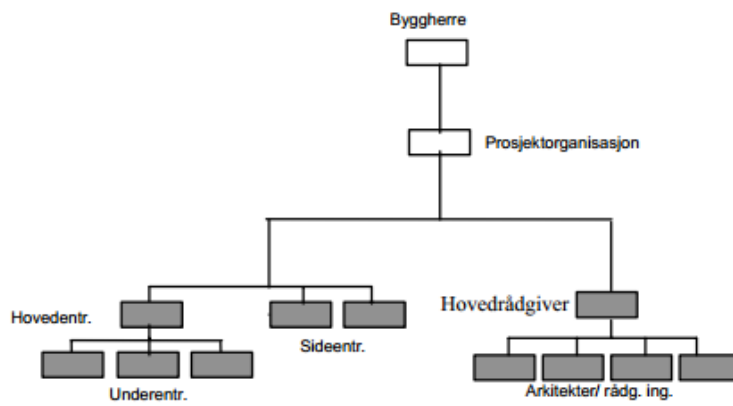 Byggherre
Prosjektorganisasjon
Hovedentr.
Hovedrådgiver
Sideentr.
Underentr.
Arkitekter/ rådg. ing.